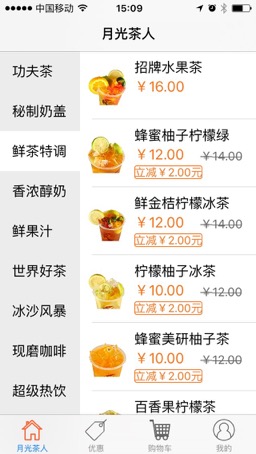 中国移动
15:09
月光茶人
功夫茶
秘制奶盖
鲜茶特调
香浓醇奶
鲜果汁
世界好茶
冰沙风暴
现磨咖啡
超级热饮
招牌水果茶
￥16.00
蜂蜜柚子柠檬绿
￥12.00 ￥14.00
立减￥2.00元
鲜金桔柠檬冰茶
￥12.00 ￥14.00
立减￥2.00元
柠檬柚子冰茶
￥10.00 ￥12.00
立减￥2.00元
蜂蜜美研柚子茶
￥10.00 ￥12.00
立减￥2.00元
百香果柠檬茶
月光茶人 优惠 购物车 我的